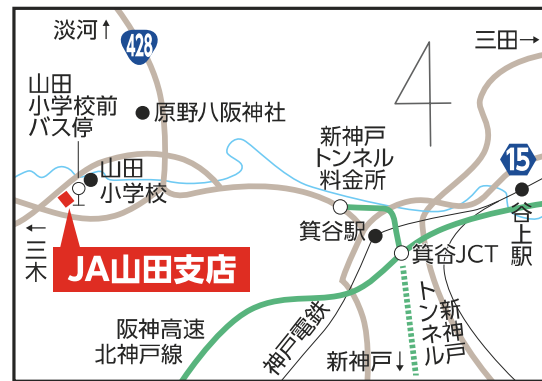 淡河↑
428
三田→
山田
小学校前
バス停
原野八阪神社
新神戸
トンネル
料金所
15
山田
小学校
谷上駅
箕谷駅
←三木
箕谷JCT
JA山田支店
新神戸
トンネル
阪神高速
北神戸線
神戸電鉄
新神戸↓